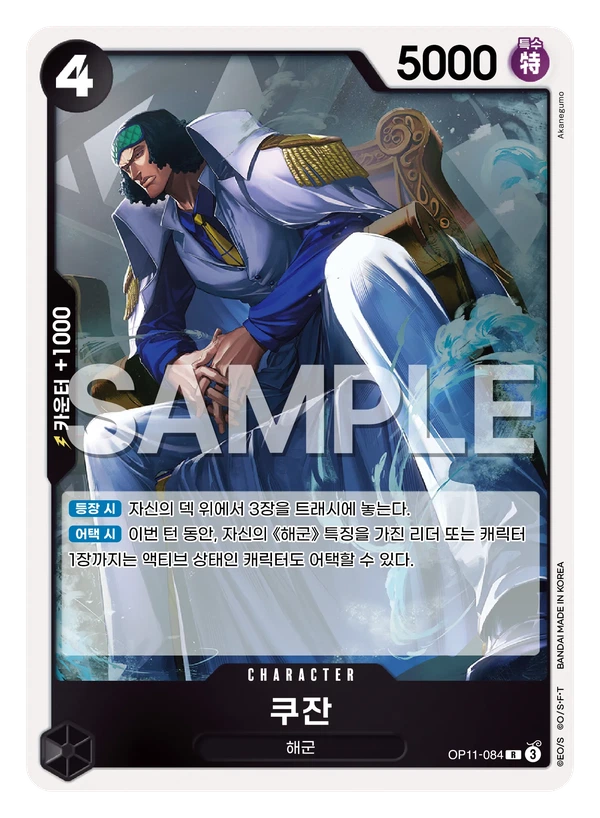 4
5000
특수
特
Akanegumo
카운터 +1000
SAMPLE
등장 시 자신의 덱 위에서 3장을 트래시에 놓는다.
어택 시 이번 턴 동안, 자신의 《해군》 특징을 가진 리더 또는 캐릭터
1장까지는 액티브 상태인 캐릭터도 어택할 수 있다.
CHARACTER
쿠잔
해군
OP11-084 R 3
©EO/S ©O/S·F·T BANDAI MADE IN KOREA